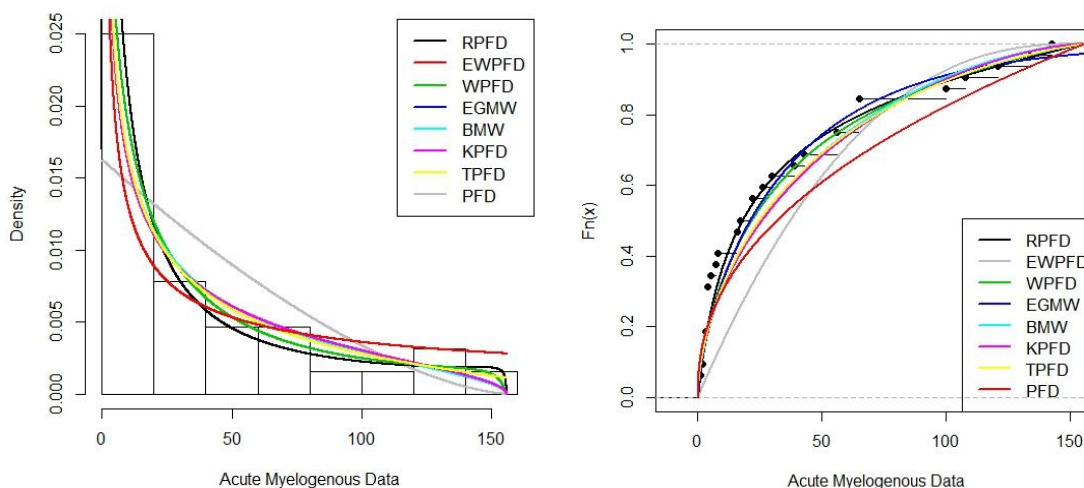 0.025
0.020
0.015
0.010
0.005
0.000
Density
0
50
100
150
Acute Myelogenous Data
RPFD
EWPFD
WPFD
EGMW
BMW
KPFD
TPFD
PFD
1.0
0.8
0.6
0.4
0.2
0.0
Fn(x)
0
50
100
150
Acute Myelogenous Data
RPFD
EWPFD
WPFD
EGMW
BMW
KPFD
TPFD
PFD